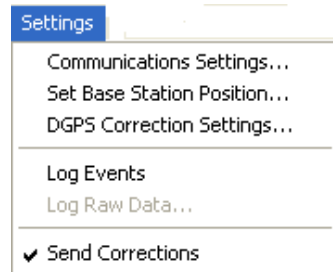 Settings
Communications Settings...
Set Base Station Position...
DGPS Correction Settings...
Log Events
Log Raw Data...
Send Corrections